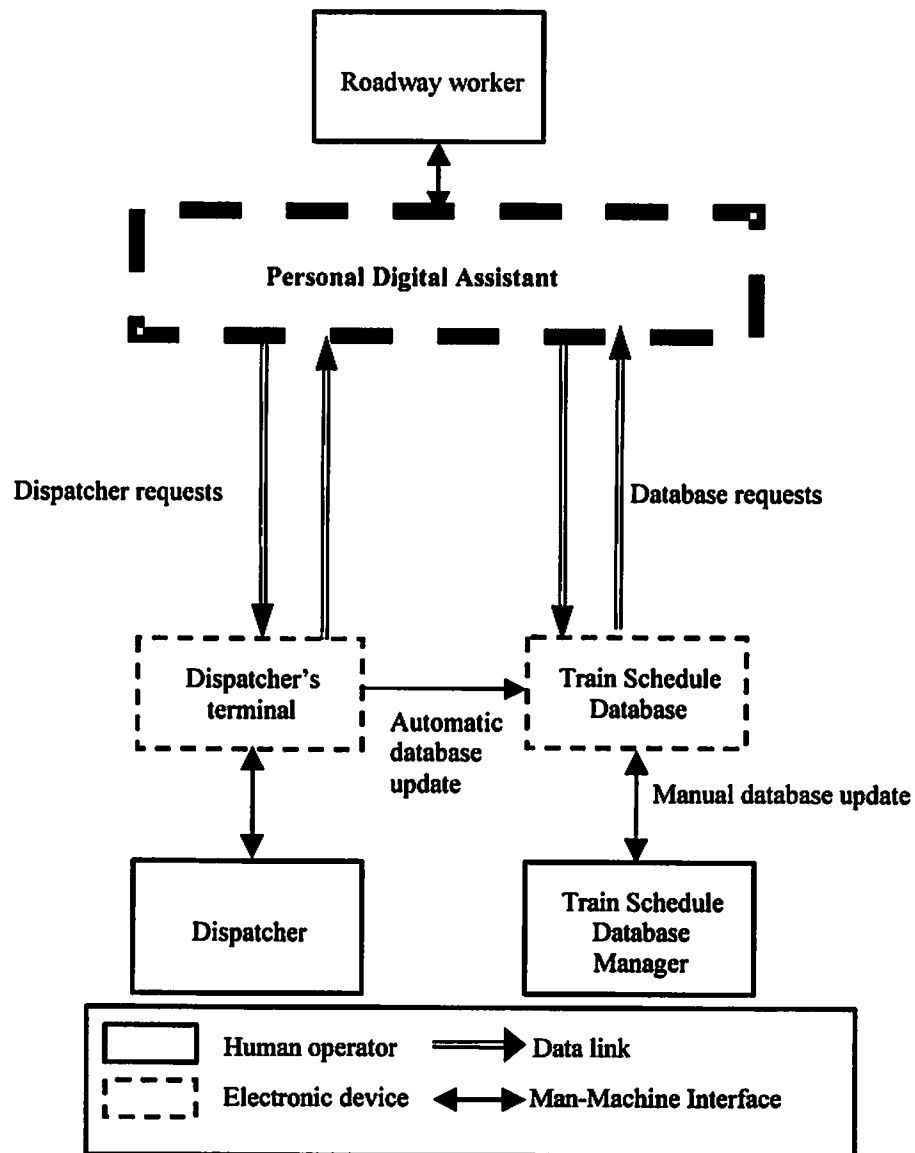 Roadway worker
Personal Digital Assistant
Dispatcher requests
Database requests
Dispatcher's
terminal
Automatic
database
update
Train Schedule
Database
Manual database update
Dispatcher
Train Schedule
Database
Manager
Human operator
Data link
Electronic device
Man-Machine Interface